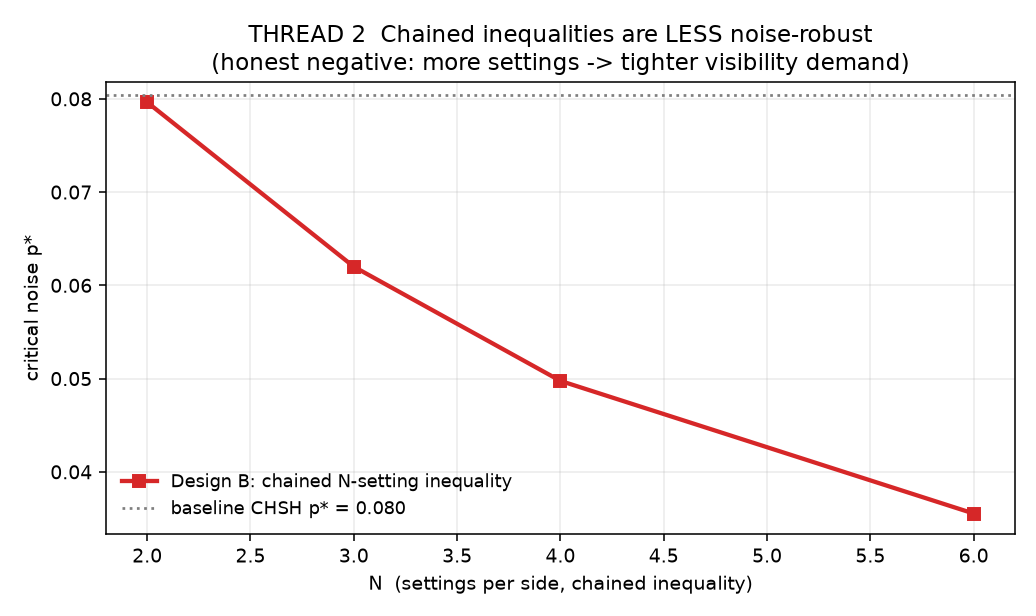 THREAD 2  Chained inequalities are LESS noise-robust
(honest negative: more settings -> tighter visibility demand)
critical noise p*
0.08
0.07
0.06
0.05
0.04
Design B: chained N-setting inequality
baseline CHSH p* = 0.080
2.0 2.5 3.0 3.5 4.0 4.5 5.0 5.5 6.0
N  (settings per side, chained inequality)